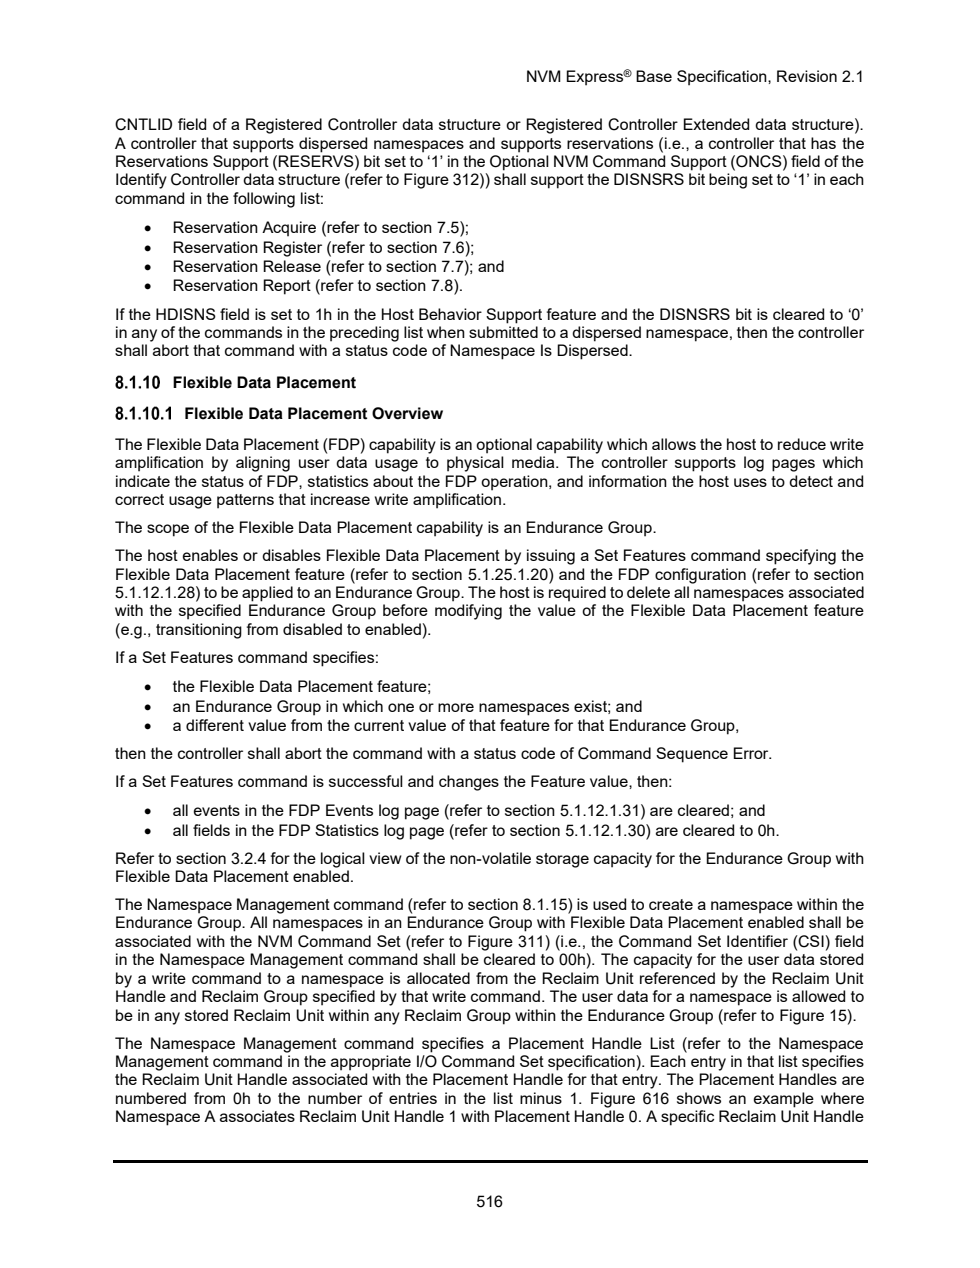 NVM Express® Base Specification, Revision 2.1
CNTLID field of a Registered Controller data structure or Registered Controller Extended data structure).
A controller that supports dispersed namespaces and supports reservations (i.e., a controller that has the
Reservations Support (RESERVS) bit set to ‘1’ in the Optional NVM Command Support (ONCS) field of the
Identify Controller data structure (refer to Figure 312)) shall support the DISNSRS bit being set to ‘1’ in each
command in the following list:
• Reservation Acquire (refer to section 7.5);
• Reservation Register (refer to section 7.6);
• Reservation Release (refer to section 7.7); and
• Reservation Report (refer to section 7.8).
If the HDISNS field is set to 1h in the Host Behavior Support feature and the DISNSRS bit is cleared to ‘0’
in any of the commands in the preceding list when submitted to a dispersed namespace, then the controller
shall abort that command with a status code of Namespace Is Dispersed.
8.1.10 Flexible Data Placement
8.1.10.1 Flexible Data Placement Overview
The Flexible Data Placement (FDP) capability is an optional capability which allows the host to reduce write
amplification by aligning user data usage to physical media. The controller supports log pages which
indicate the status of FDP, statistics about the FDP operation, and information the host uses to detect and
correct usage patterns that increase write amplification.
The scope of the Flexible Data Placement capability is an Endurance Group.
The host enables or disables Flexible Data Placement by issuing a Set Features command specifying the
Flexible Data Placement feature (refer to section 5.1.25.1.20) and the FDP configuration (refer to section
5.1.12.1.28) to be applied to an Endurance Group. The host is required to delete all namespaces associated
with the specified Endurance Group before modifying the value of the Flexible Data Placement feature
(e.g., transitioning from disabled to enabled).
If a Set Features command specifies:
• the Flexible Data Placement feature;
• an Endurance Group in which one or more namespaces exist; and
• a different value from the current value of that feature for that Endurance Group,
then the controller shall abort the command with a status code of Command Sequence Error.
If a Set Features command is successful and changes the Feature value, then:
• all events in the FDP Events log page (refer to section 5.1.12.1.31) are cleared; and
• all fields in the FDP Statistics log page (refer to section 5.1.12.1.30) are cleared to 0h.
Refer to section 3.2.4 for the logical view of the non-volatile storage capacity for the Endurance Group with
Flexible Data Placement enabled.
The Namespace Management command (refer to section 8.1.15) is used to create a namespace within the
Endurance Group. All namespaces in an Endurance Group with Flexible Data Placement enabled shall be
associated with the NVM Command Set (refer to Figure 311) (i.e., the Command Set Identifier (CSI) field
in the Namespace Management command shall be cleared to 00h). The capacity for the user data stored
by a write command to a namespace is allocated from the Reclaim Unit referenced by the Reclaim Unit
Handle and Reclaim Group specified by that write command. The user data for a namespace is allowed to
be in any stored Reclaim Unit within any Reclaim Group within the Endurance Group (refer to Figure 15).
The Namespace Management command specifies a Placement Handle List (refer to the Namespace
Management command in the appropriate I/O Command Set specification). Each entry in that list specifies
the Reclaim Unit Handle associated with the Placement Handle for that entry. The Placement Handles are
numbered from 0h to the number of entries in the list minus 1. Figure 616 shows an example where
Namespace A associates Reclaim Unit Handle 1 with Placement Handle 0. A specific Reclaim Unit Handle
516